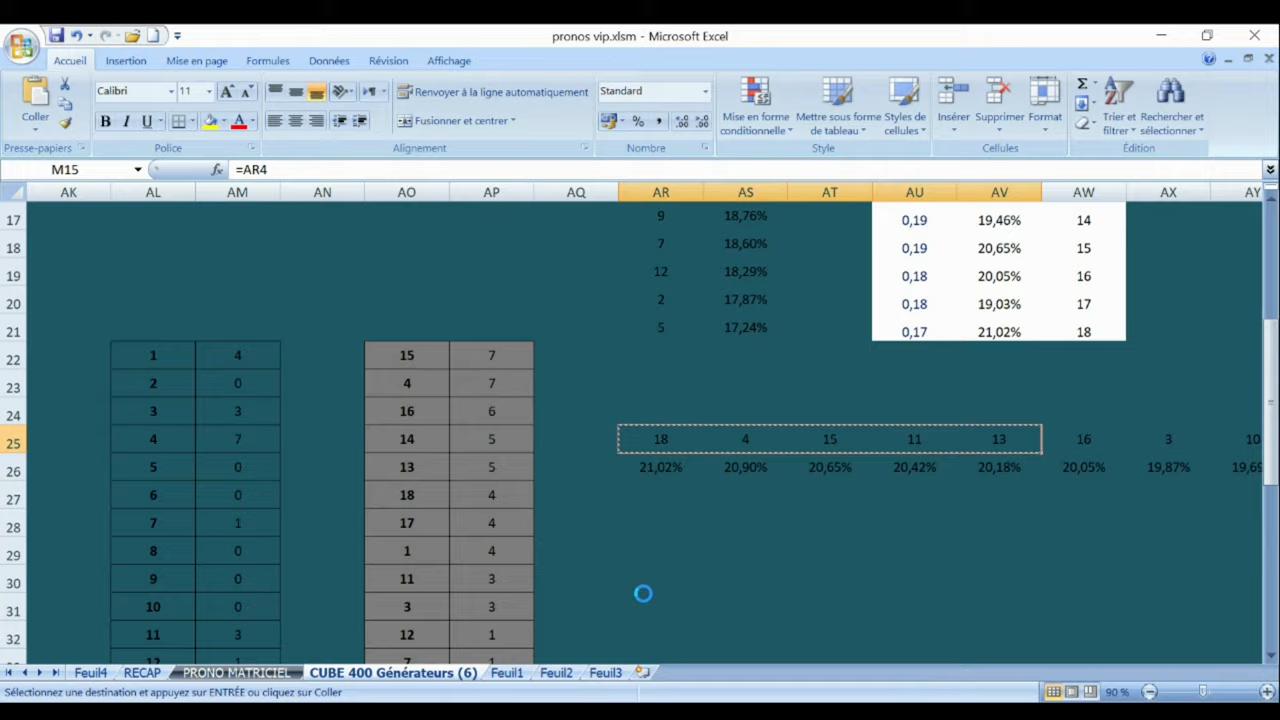 pronos vip.xlsm - Microsoft Excel
Accueil Insertion Mise en page Formules Données Révision Affichage
Calibri 11 Renvoyer à la ligne automatiquement Standard
Coller Mise en forme conditionnelle Mettre sous forme de tableau Styles de cellules Insérer Supprimer Format Trier et filtrer Rechercher et sélectionner
Fusionner et centrer
Presse-papiers Police Alignement Nombre Style Cellules Édition
M15 =AR4
AK AL AM AN AO AP AQ AR AS AT AU AV AW AX AY
17 9 18,76% 0,19 19,46% 14
18 7 18,60% 0,19 20,65% 15
19 12 18,29% 0,18 20,05% 16
20 2 17,87% 0,18 19,03% 17
21 5 17,24% 0,17 21,02% 18
22 1 4 15 7
23 2 0 4 7
24 3 3 16 6
25 4 7 14 5 18 4 15 11 13 16 3 10
26 5 0 13 5 21,02% 20,90% 20,65% 20,42% 20,18% 20,05% 19,87% 19,69
27 6 0 18 4
28 7 1 17 4
29 8 0 1 4
30 9 0 11 3
31 10 0 3 3
32 11 3 12 1
12 1 7 1
Feuil4 RECAP PRONO MATRICIEL CUBE 400 Générateurs (6) Feuil1 Feuil2 Feuil3
Sélectionnez une destination et appuyez sur ENTRÉE ou cliquez sur Coller 90 %